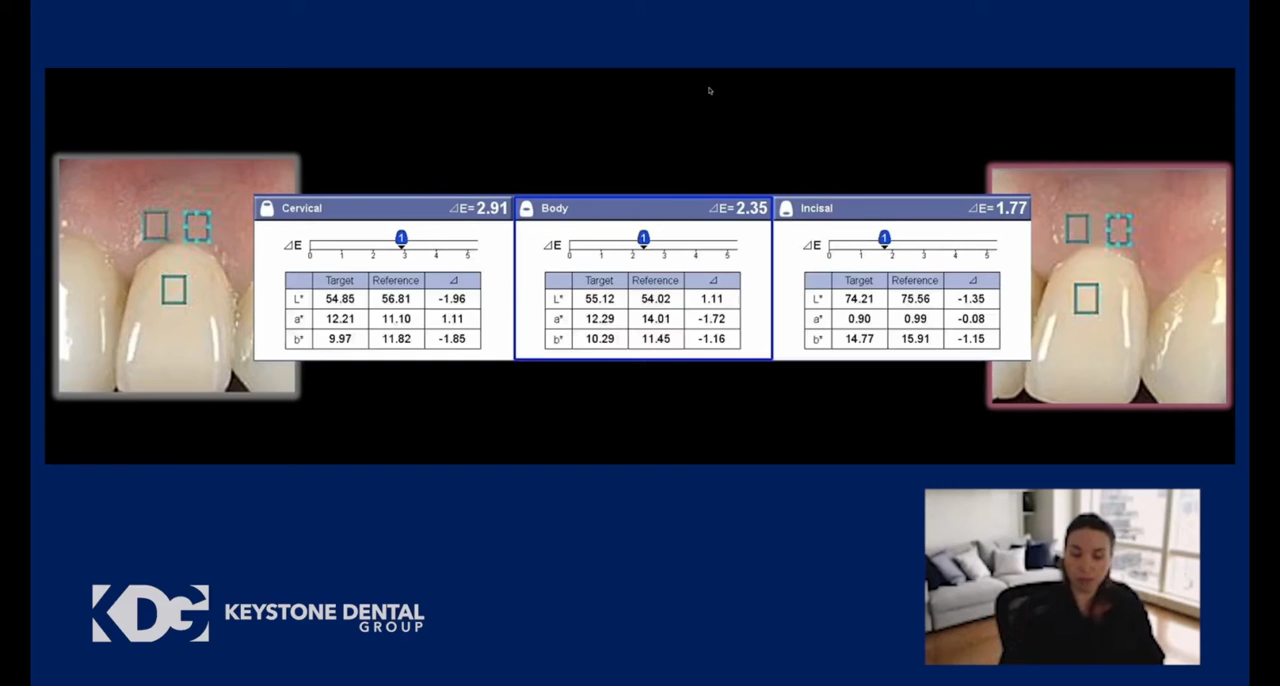 Cervical ⊿E=2.91
⊿E
1
0 1 2 3 4 5
Target Reference ⊿
L* 54.85 56.81 -1.96
a* 12.21 11.10 1.11
b* 9.97 11.82 -1.85
Body ⊿E=2.35
⊿E
1
0 1 2 3 4 5
Target Reference ⊿
L* 55.12 54.02 1.11
a* 12.29 14.01 -1.72
b* 10.29 11.45 -1.16
Incisal ⊿E=1.77
⊿E
1
0 1 2 3 4 5
Target Reference ⊿
L* 74.21 75.56 -1.35
a* 0.90 0.99 -0.08
b* 14.77 15.91 -1.15
KDG KEYSTONE DENTAL
GROUP